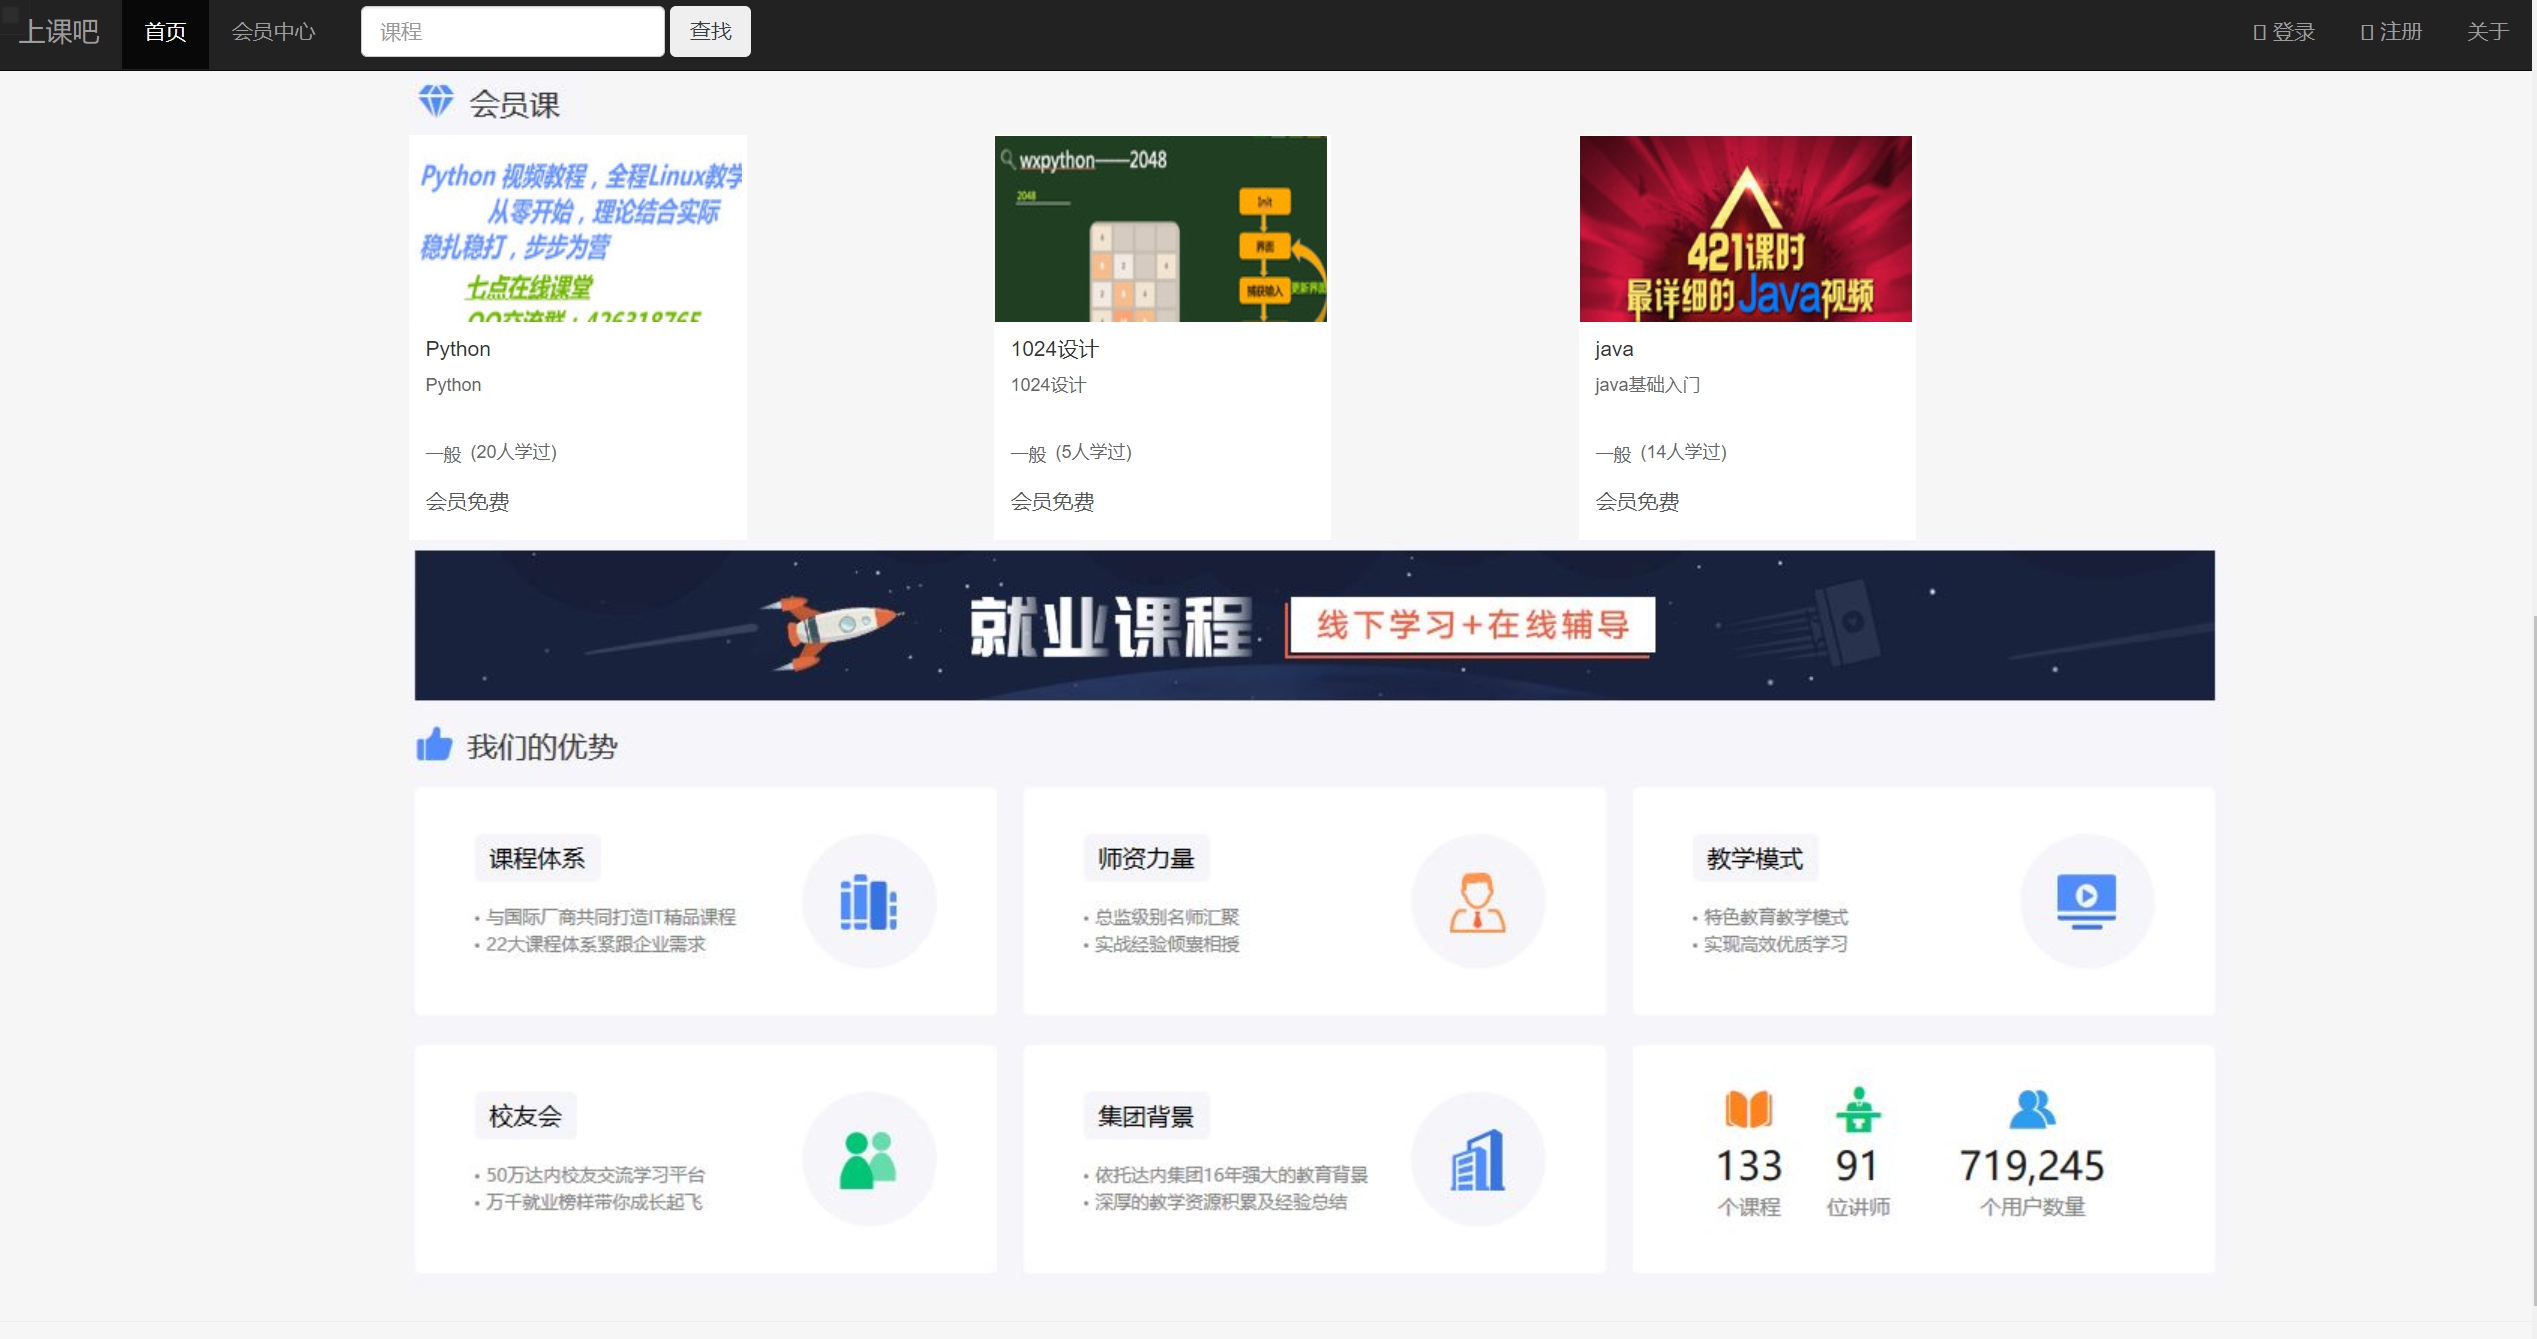 上课吧 首页 会员中心 课程 查找 登录 注册 关于
会员课
Python 视频教程，全程Linux教学
从零开始，理论结合实际
稳扎稳打，步步为营
七点在线课堂
QQ交流群：426318765
Python
Python
一般 (20人学过)
会员免费
wxpython——2048
2048
Init
界面
捕获输入
更新界面
1024设计
1024设计
一般 (5人学过)
会员免费
421课时
最详细的Java视频
java
java基础入门
一般 (14人学过)
会员免费
就业课程 线下学习+在线辅导
我们的优势
课程体系
• 与国际厂商共同打造IT精品课程
• 22大课程体系紧跟企业需求
师资力量
• 总监级别名师汇聚
• 实战经验倾囊相授
教学模式
• 特色教育教学模式
• 实现高效优质学习
校友会
• 50万达内校友交流学习平台
• 万千就业榜样带你成长起飞
集团背景
• 依托达内集团16年强大的教育背景
• 深厚的教学资源积累及经验总结
133 91 719,245
个课程 位讲师 个用户数量